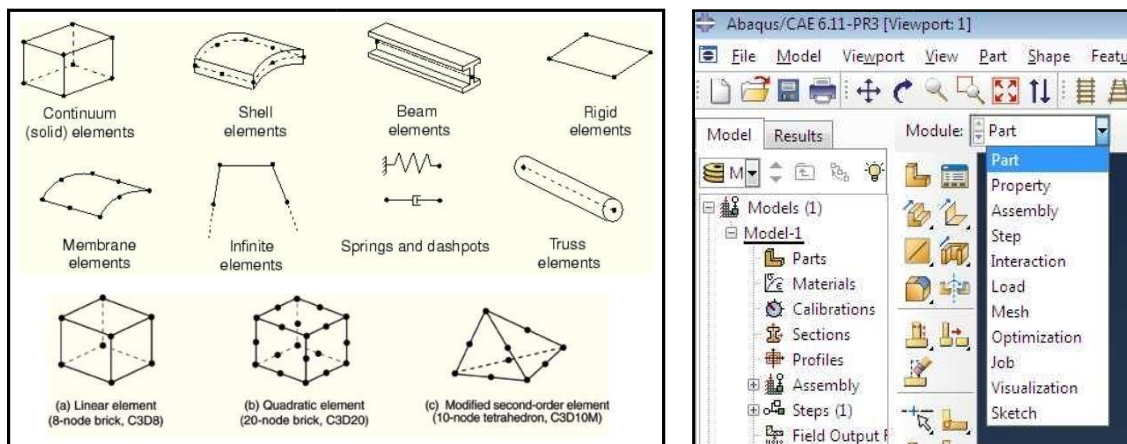 Continuum
(solid) elements
Shell
elements
Beam
elements
Rigid
elements
Membrane
elements
Infinite
elements
Springs and dashpots
Truss
elements
(a) Linear element
(8-node brick, C3D8)
(b) Quadratic element
(20-node brick, C3D20)
(c) Modified second-order element
(10-node tetrahedron, C3D10M)
Abaqus/CAE 6.11-PR3 [Viewport: 1]
File Model Viewport View Part Shape Featu
Model Results
Module: Part
M
Models (1)
Model-1
Parts
Materials
Calibrations
Sections
Profiles
Assembly
Steps (1)
Field Output F
Part
Property
Assembly
Step
Interaction
Load
Mesh
Optimization
Job
Visualization
Sketch